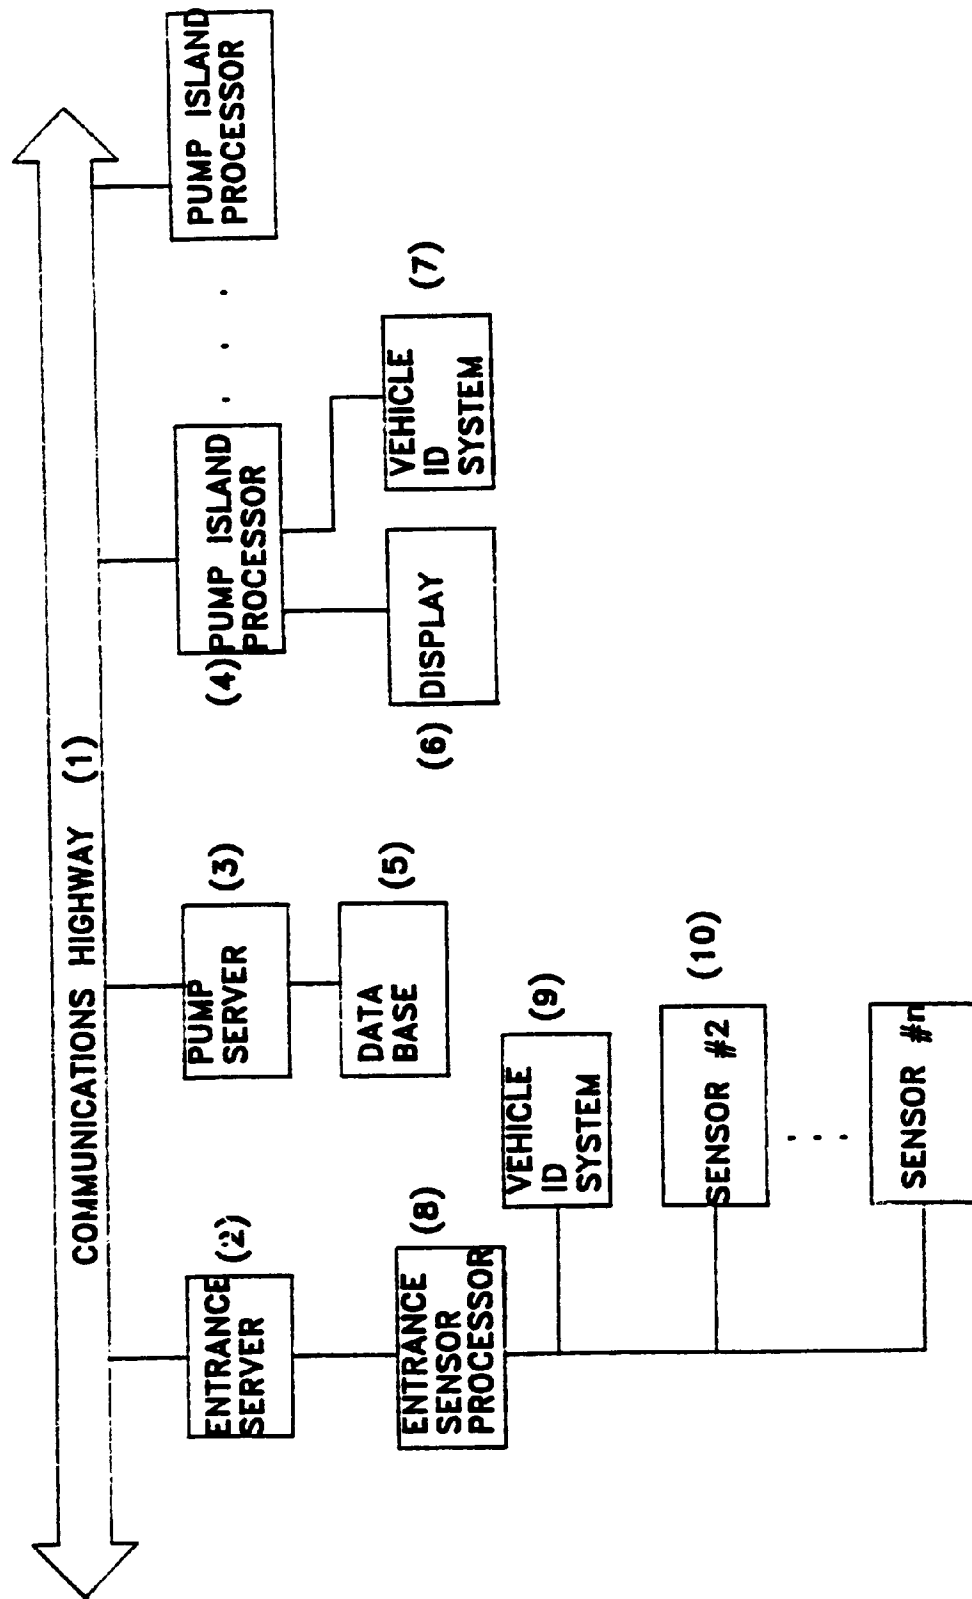 COMMUNICATIONS HIGHWAY (1)
ENTRANCE
SERVER
(2)
PUMP
SERVER
(3)
(4)
PUMP ISLAND
PROCESSOR
. . .
PUMP ISLAND
PROCESSOR
ENTRANCE
SENSOR
PROCESSOR
(8)
DATA
BASE
(5)
(6)
DISPLAY
VEHICLE
ID
SYSTEM
(7)
VEHICLE
ID
SYSTEM
(9)
SENSOR #2
(10)
. . .
SENSOR #n